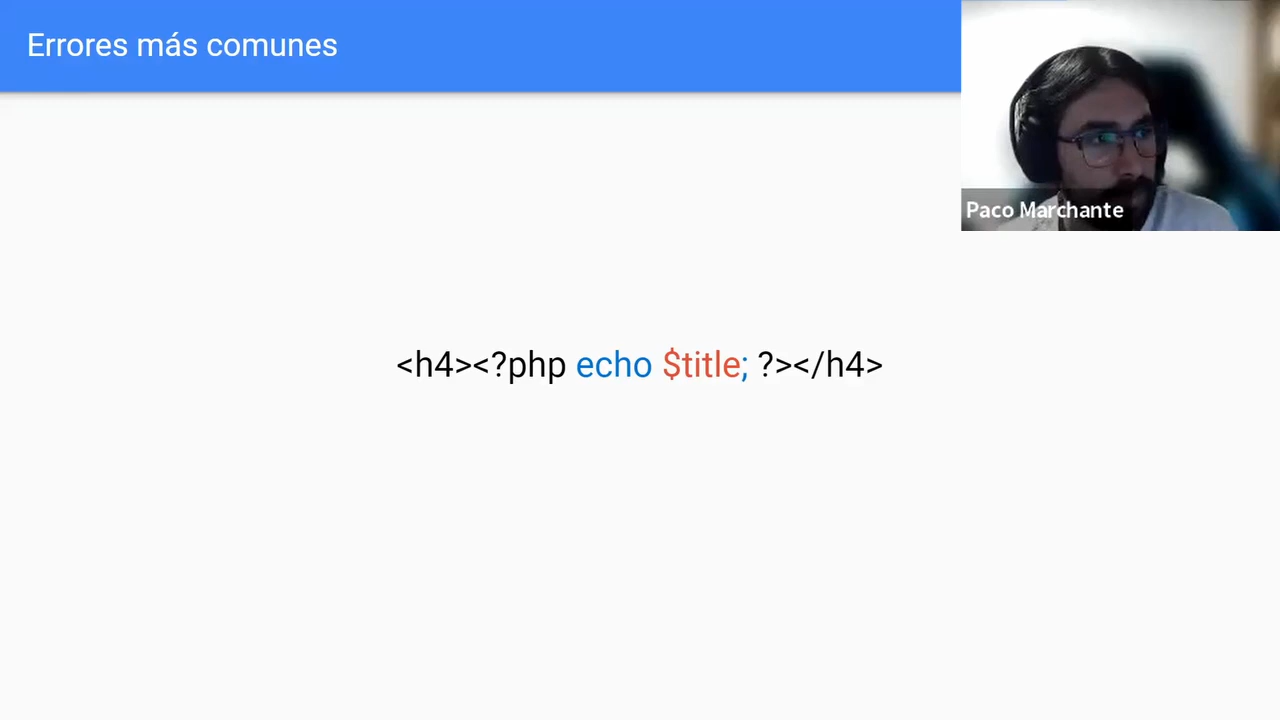 Errores más comunes
Paco Marchante
<h4><?php echo $title; ?></h4>